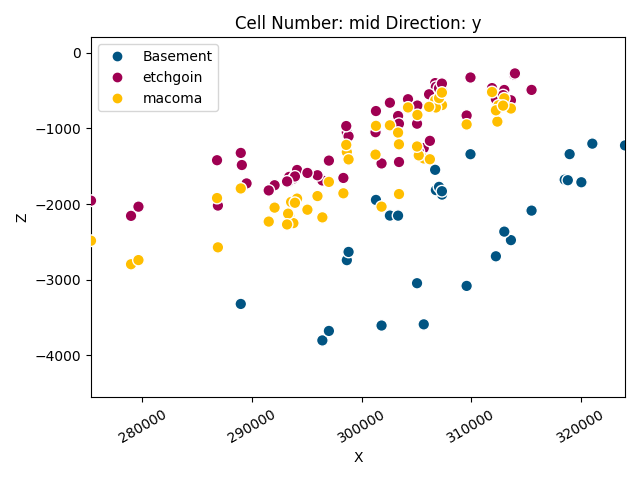 Cell Number: mid Direction: y
Basement
etchgoin
macoma
Z
0
−1000
−2000
−3000
−4000
280000
290000
300000
310000
320000
X